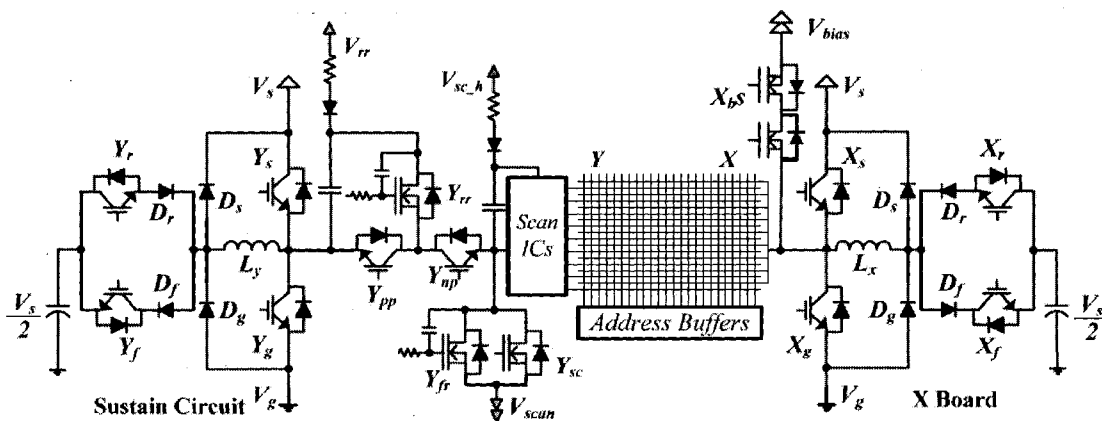 V_rr
V_bias
V_s
V_sc_h
X_bs
V_s
Y_r
Y_s
Y
X
X_s
X_r
D_r
D_s
Y_rr
Scan
ICs
D_s
D_r
L_y
L_x
V_s/2
D_f
D_g
Y_pp
Y_np
D_f
D_g
V_s/2
Y_f
Y_g
Address Buffers
X_g
X_f
Y_fr
Y_sc
V_g
V_scan
V_g
Sustain Circuit
X Board